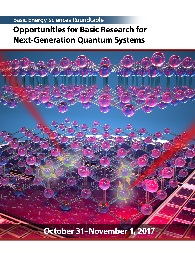 Basic Energy Sciences Roundtable
Opportunities for Basic Research for
Next-Generation Quantum Systems
October 31–November 1, 2017